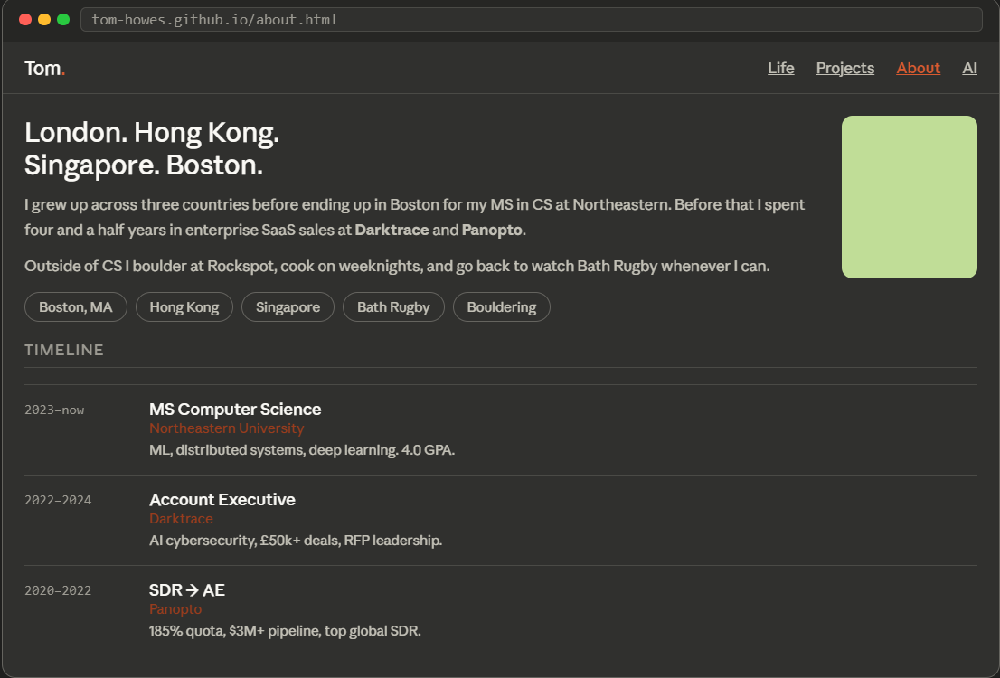 tom-howes.github.io/about.html
Tom.
Life Projects About AI
London. Hong Kong.
Singapore. Boston.
I grew up across three countries before ending up in Boston for my MS in CS at Northeastern. Before that I spent
four and a half years in enterprise SaaS sales at Darktrace and Panopto.
Outside of CS I boulder at Rockspot, cook on weeknights, and go back to watch Bath Rugby whenever I can.
Boston, MA Hong Kong Singapore Bath Rugby Bouldering
TIMELINE
2023–now MS Computer Science
Northeastern University
ML, distributed systems, deep learning. 4.0 GPA.
2022–2024 Account Executive
Darktrace
AI cybersecurity, £50k+ deals, RFP leadership.
2020–2022 SDR → AE
Panopto
185% quota, $3M+ pipeline, top global SDR.